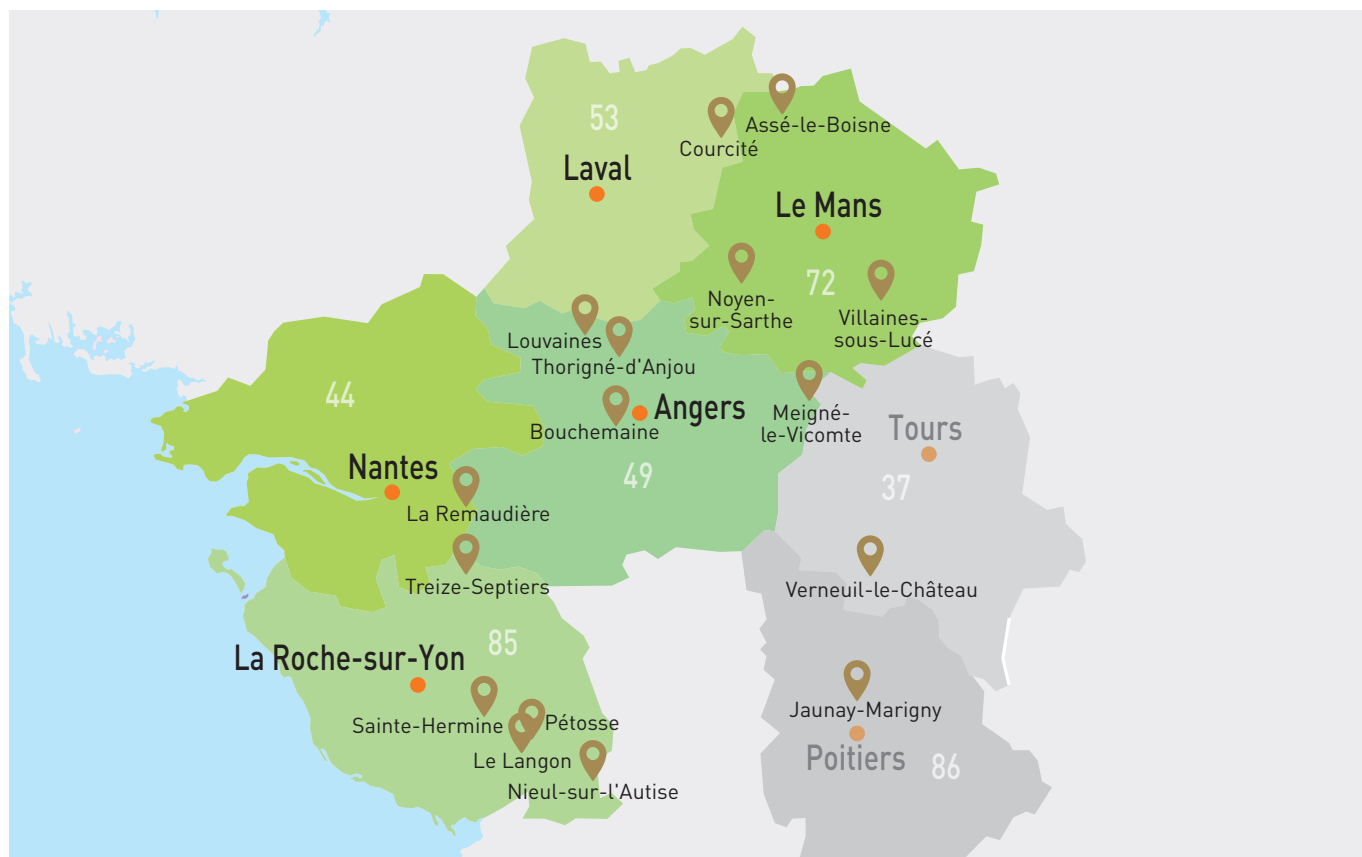 53
Assé-le-Boisne
Courcité
Laval
Le Mans
72
Noyen-
sur-Sarthe
Villaines-
sous-Lucé
Louvaines
Thorigné-d'Anjou
44
Angers
Bouchemaine
Meigné-
le-Vicomte
Tours
Nantes
49
37
La Remaudière
Treize-Septiers
Verneuil-le-Château
85
La Roche-sur-Yon
Sainte-Hermine
Pétosse
Le Langon
Nieul-sur-l'Autise
Jaunay-Marigny
Poitiers
86